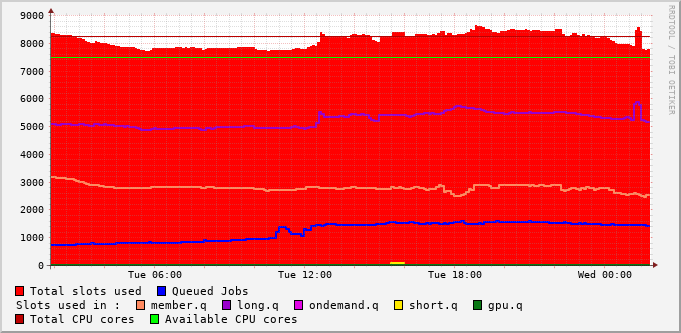 9000
8000
7000
6000
5000
4000
3000
2000
1000
0
Tue 06:00 Tue 12:00 Tue 18:00 Wed 00:00
Total slots used Queued Jobs
Slots used in : member.q long.q ondemand.q short.q gpu.q
Total CPU cores Available CPU cores
RRDTOOL / TOBI OETIKER